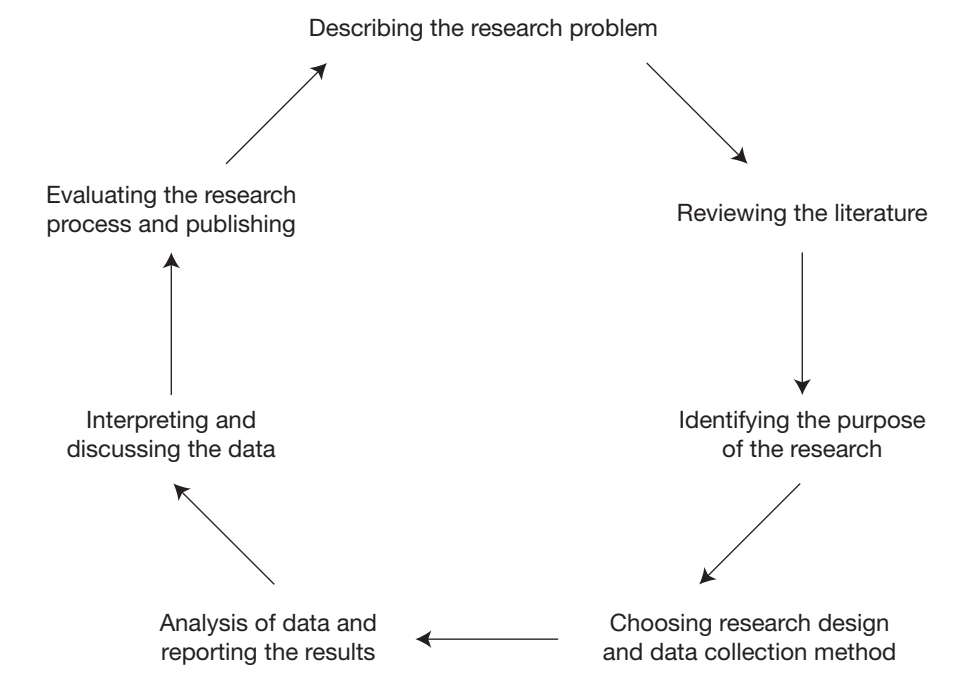 Describing the research problem
Reviewing the literature
Identifying the purpose
of the research
Choosing research design
and data collection method
Analysis of data and
reporting the results
Interpreting and
discussing the data
Evaluating the research
process and publishing